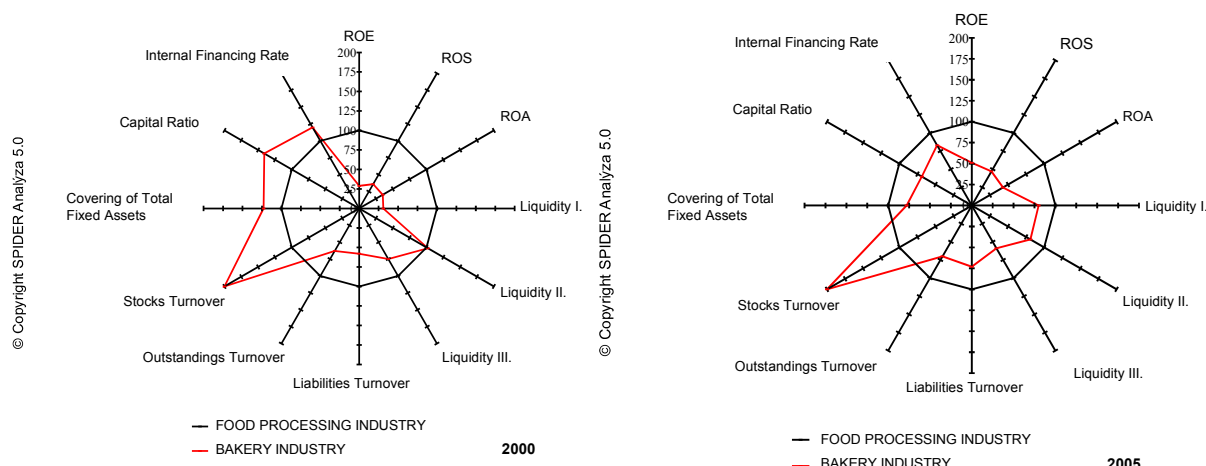 © Copyright SPIDER Analyza 5.0
ROE
200
175
150
125
100
75
50
25
ROS
ROA
Liquidity I.
Liquidity II.
Liquidity III.
Liabilities Turnover
Outstandings Turnover
Stocks Turnover
Covering of Total
Fixed Assets
Capital Ratio
Internal Financing Rate
FOOD PROCESSING INDUSTRY
BAKERY INDUSTRY
2000
© Copyright SPIDER Analyza 5.0
ROE
200
175
150
125
100
75
50
25
ROS
ROA
Liquidity I.
Liquidity II.
Liquidity III.
Liabilities Turnover
Outstandings Turnover
Stocks Turnover
Covering of Total
Fixed Assets
Capital Ratio
Internal Financing Rate
FOOD PROCESSING INDUSTRY
BAKERY INDUSTRY
2005